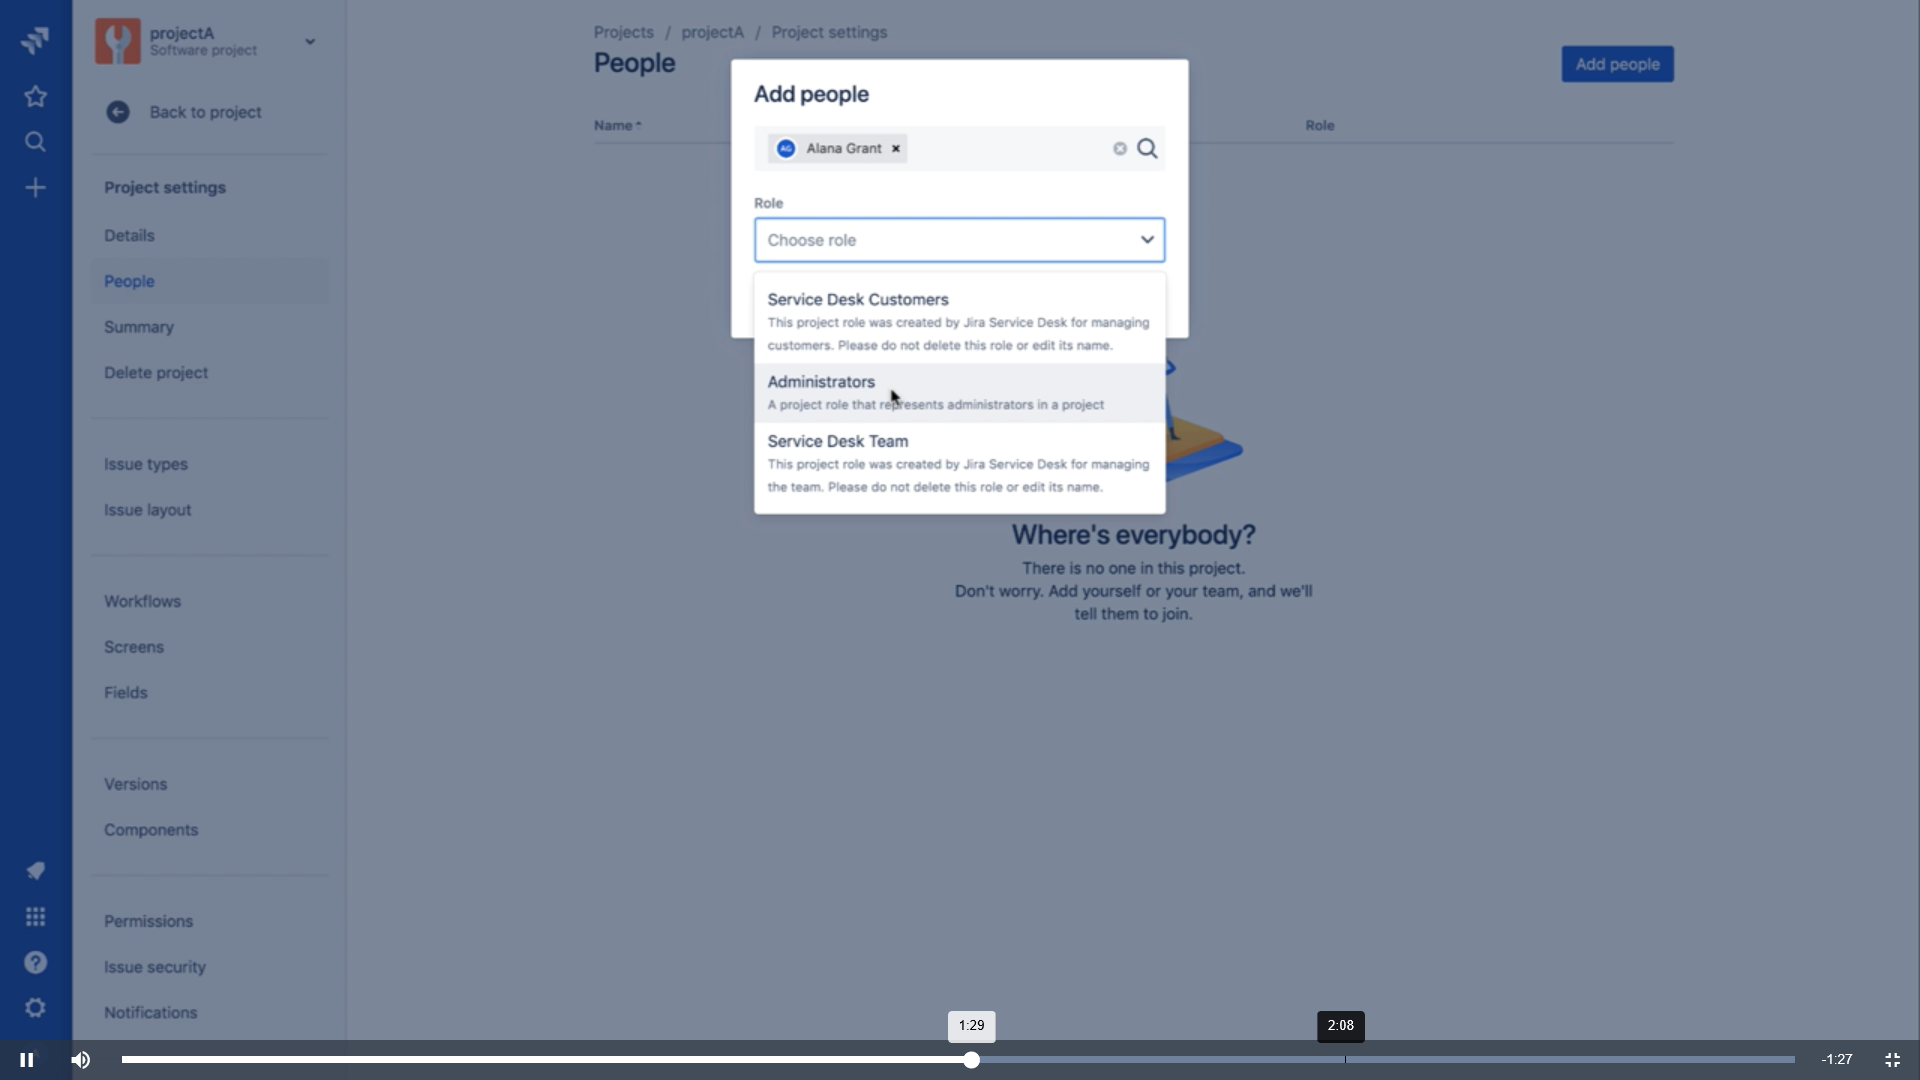 projectA
Software project
Back to project
Project settings
Details
People
Summary
Delete project
Issue types
Issue layout
Workflows
Screens
Fields
Versions
Components
Permissions
Issue security
Notifications
Projects / projectA / Project settings
People
Add people
Name
Role
Add people
AG Alana Grant ×
Role
Choose role
Service Desk Customers
This project role was created by Jira Service Desk for managing
customers. Please do not delete this role or edit its name.
Administrators
A project role that represents administrators in a project
Service Desk Team
This project role was created by Jira Service Desk for managing
the team. Please do not delete this role or edit its name.
Where's everybody?
There is no one in this project.
Don't worry. Add yourself or your team, and we'll
tell them to join.
1:29
2:08
-1:27